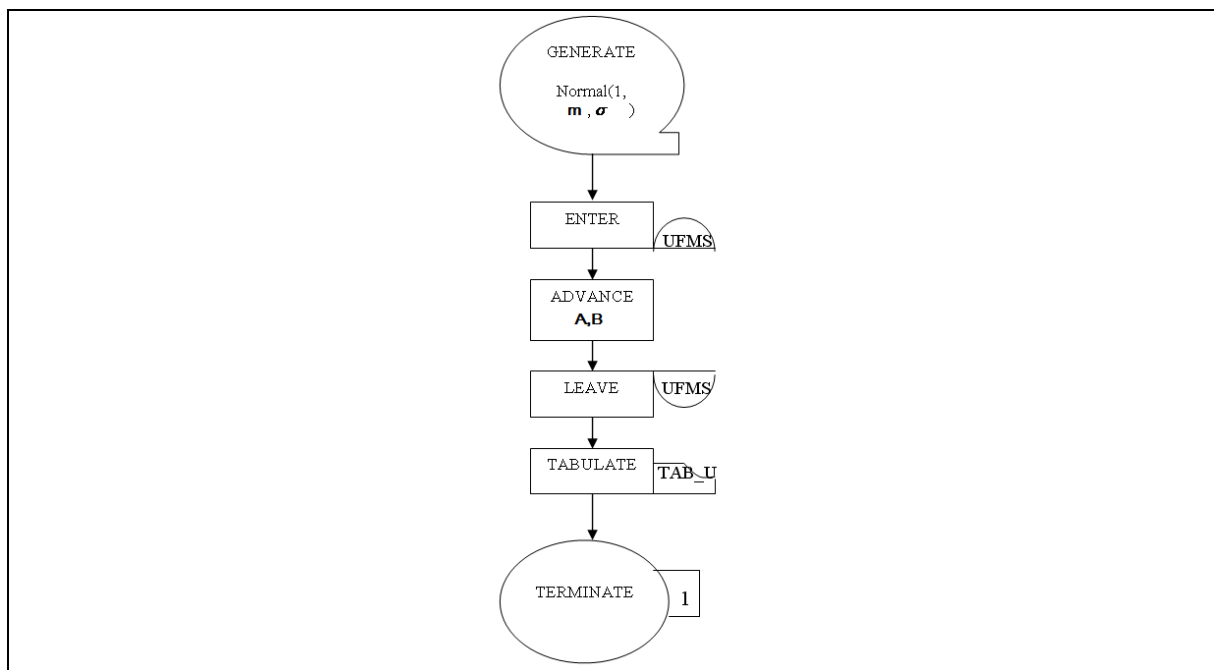 GENERATE
Normal(1,
m , σ )
ENTER
UFMS
ADVANCE
A,B
LEAVE
UFMS
TABULATE
TAB_U
TERMINATE
1